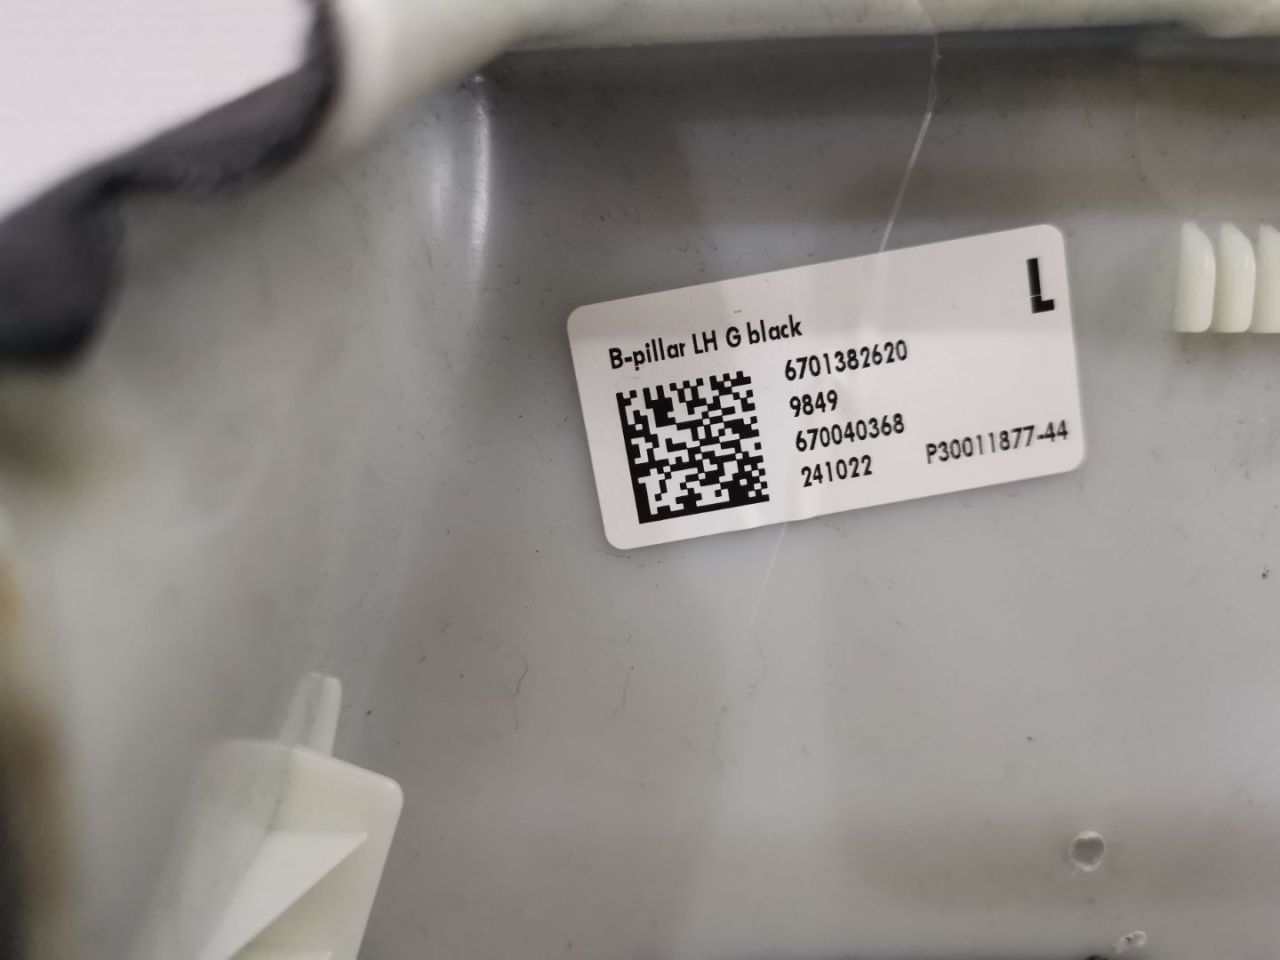 B-pillar LH G black
L
6701382620
9849
670040368
241022
P30011877-44